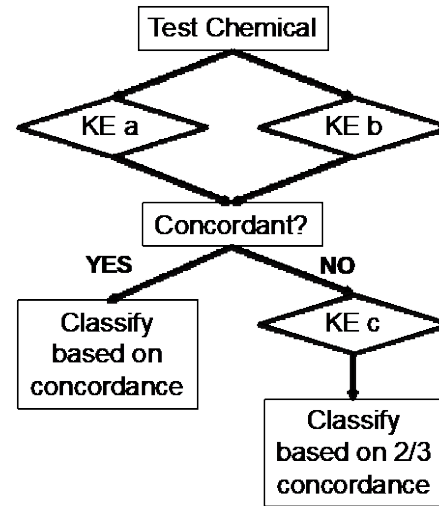 Test Chemical
KE a
KE b
Concordant?
YES
NO
Classify
based on
concordance
KE c
Classify
based on 2/3
concordance